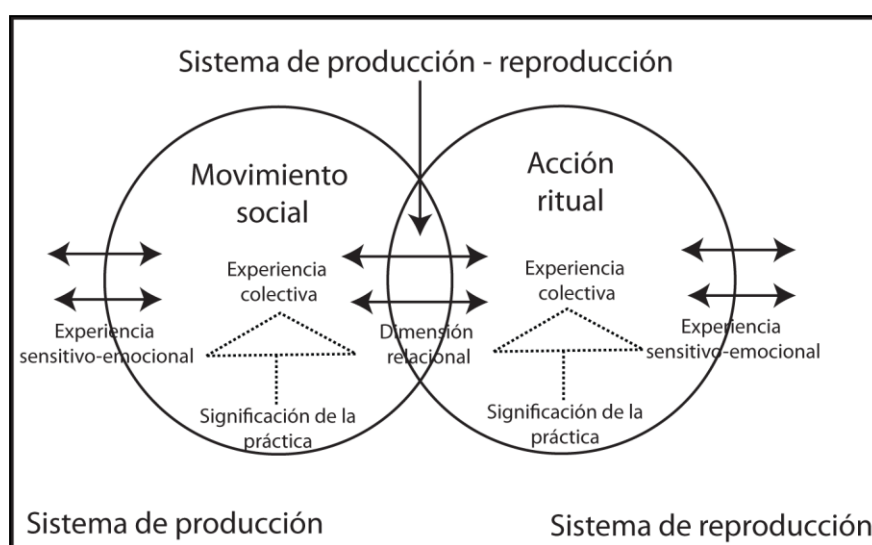 Sistema de producción - reproducción
Movimiento
social
Acción
ritual
Experiencia
colectiva
Experiencia
colectiva
Experiencia
sensitivo-emocional
Dimensión
relacional
Experiencia
sensitivo-emocional
Significación de la
práctica
Significación de la
práctica
Sistema de producción
Sistema de reproducción